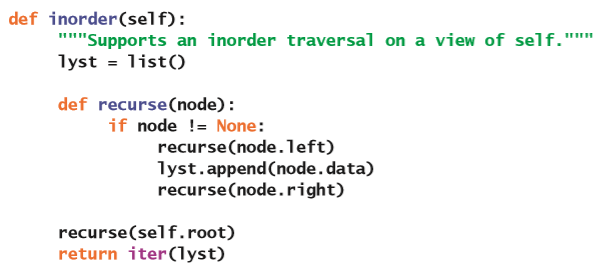 def inorder(self):
    """Supports an inorder traversal on a view of self."""
    lyst = list()

    def recurse(node):
        if node != None:
            recurse(node.left)
            lyst.append(node.data)
            recurse(node.right)

    recurse(self.root)
    return iter(lyst)